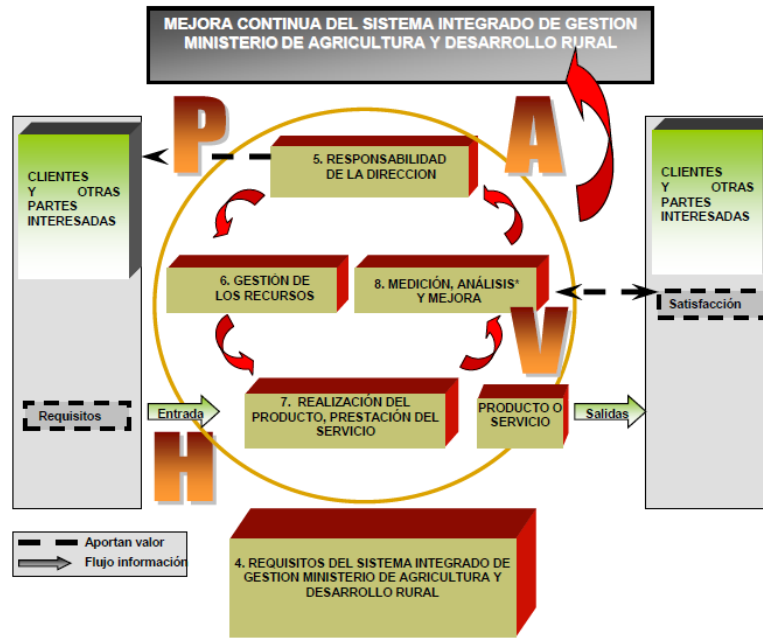 MEJORA CONTINUA DEL SISTEMA INTEGRADO DE GESTION
MINISTERIO DE AGRICULTURA Y DESARROLLO RURAL
P
A
CLIENTES
Y OTRAS
PARTES
INTERESADAS
5. RESPONSABILIDAD
DE LA DIRECCION
CLIENTES
Y OTRAS
PARTES
INTERESADAS
6. GESTIÓN DE
LOS RECURSOS
8. MEDICIÓN, ANÁLISIS*
Y MEJORA
Satisfacción
V
Requisitos
Entrada
7. REALIZACIÓN DEL
PRODUCTO, PRESTACIÓN DEL
SERVICIO
PRODUCTO O
SERVICIO
Salidas
H
Aportan valor
Flujo información
4. REQUISITOS DEL SISTEMA INTEGRADO DE
GESTION MINISTERIO DE AGRICULTURA Y
DESARROLLO RURAL